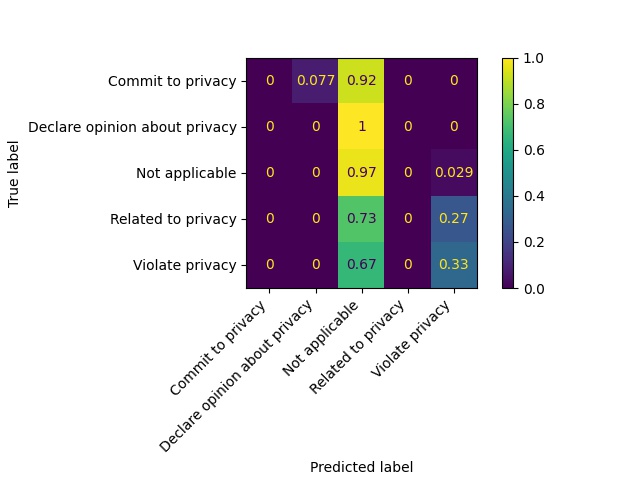 Commit to privacy 0 0.077 0.92 0 0 1.0
Declare opinion about privacy 0 0 1 0 0 0.8
Not applicable 0 0 0.97 0 0.029 0.6
Related to privacy 0 0 0.73 0 0.27 0.4
Violate privacy 0 0 0.67 0 0.33 0.2
0.0
True label
Commit to privacy
Declare opinion about privacy
Not applicable
Related to privacy
Violate privacy
Predicted label